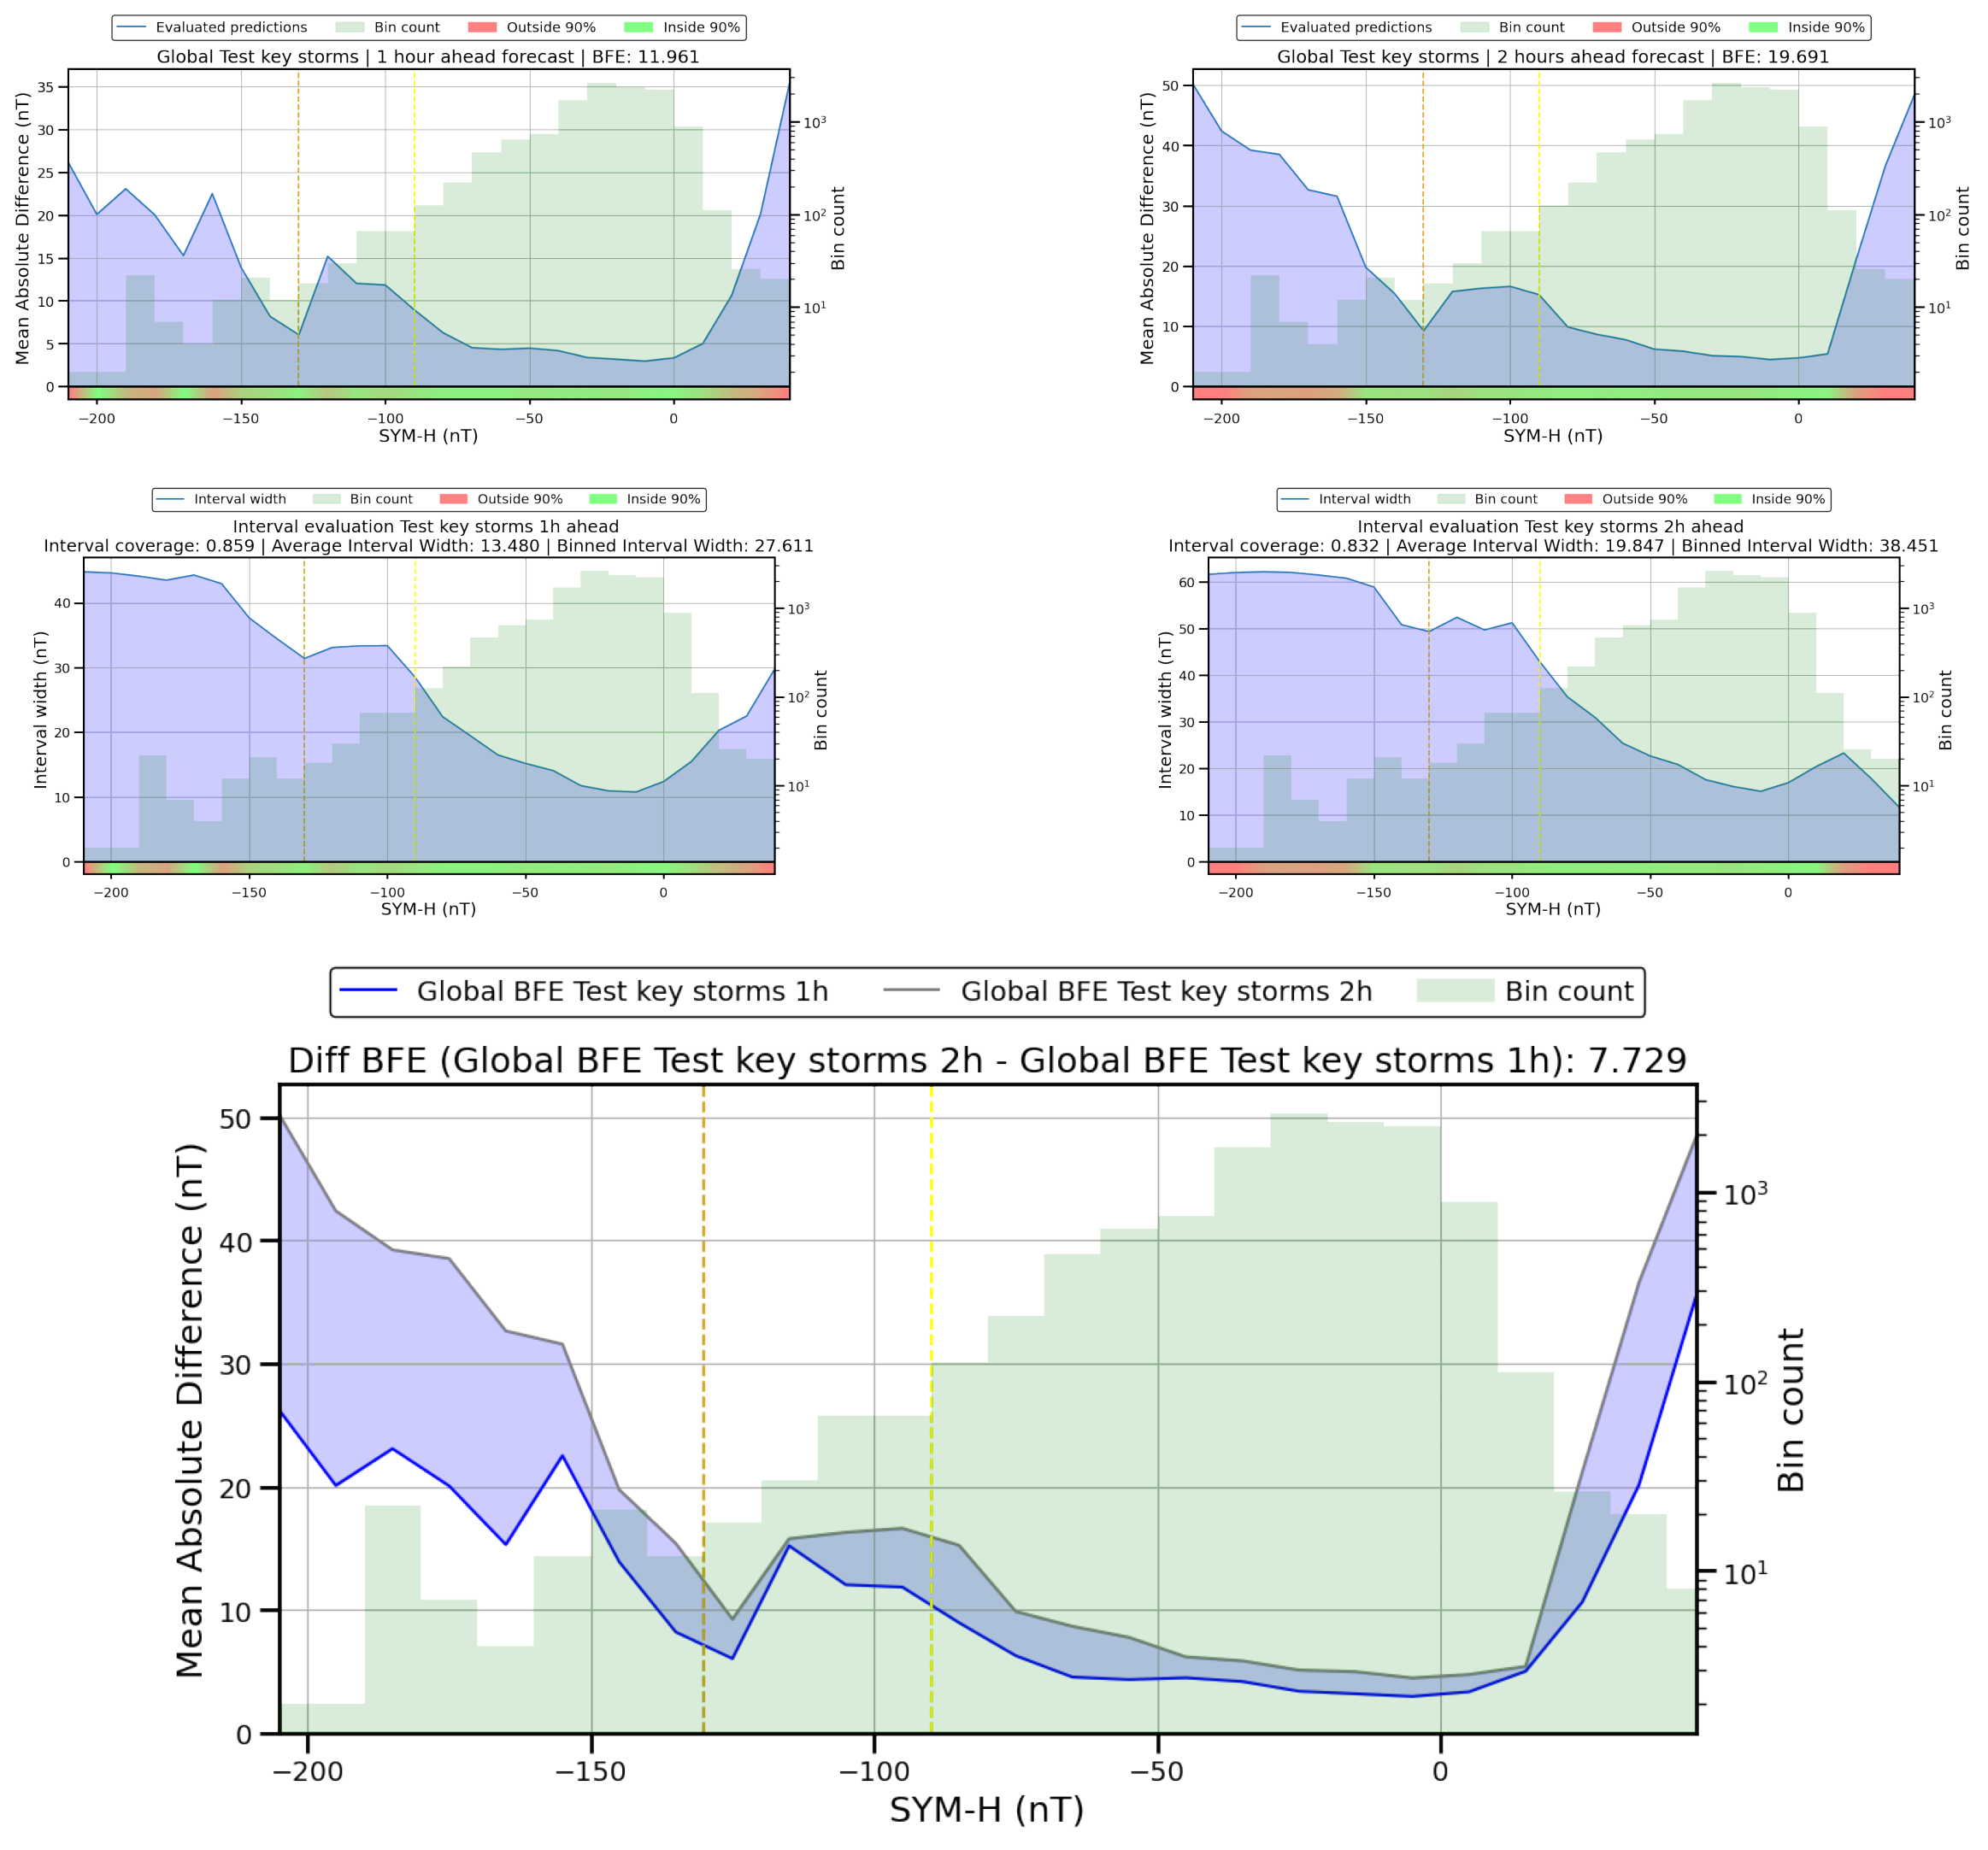 Evaluated predictions Bin count Outside 90% Inside 90%
Global Test key storms | 1 hour ahead forecast | BFE: 11.961
Mean Absolute Difference (nT)
35
30
25
20
15
10
5
0
10³
10²
10¹
Bin count
−200 −150 −100 −50 0
SYM-H (nT)
Evaluated predictions Bin count Outside 90% Inside 90%
Global Test key storms | 2 hours ahead forecast | BFE: 19.691
Mean Absolute Difference (nT)
50
40
30
20
10
0
10³
10²
10¹
Bin count
−200 −150 −100 −50 0
SYM-H (nT)
Interval width Bin count Outside 90% Inside 90%
Interval evaluation Test key storms 1h ahead
Interval coverage: 0.859 | Average Interval Width: 13.480 | Binned Interval Width: 27.611
Interval width (nT)
40
30
20
10
0
10³
10²
10¹
Bin count
−200 −150 −100 −50 0
SYM-H (nT)
Interval width Bin count Outside 90% Inside 90%
Interval evaluation Test key storms 2h ahead
Interval coverage: 0.832 | Average Interval Width: 19.847 | Binned Interval Width: 38.451
Interval width (nT)
60
50
40
30
20
10
0
10³
10²
10¹
Bin count
−200 −150 −100 −50 0
SYM-H (nT)
Global BFE Test key storms 1h Global BFE Test key storms 2h Bin count
Diff BFE (Global BFE Test key storms 2h - Global BFE Test key storms 1h): 7.729
Mean Absolute Difference (nT)
50
40
30
20
10
0
10³
10²
10¹
Bin count
−200 −150 −100 −50 0
SYM-H (nT)